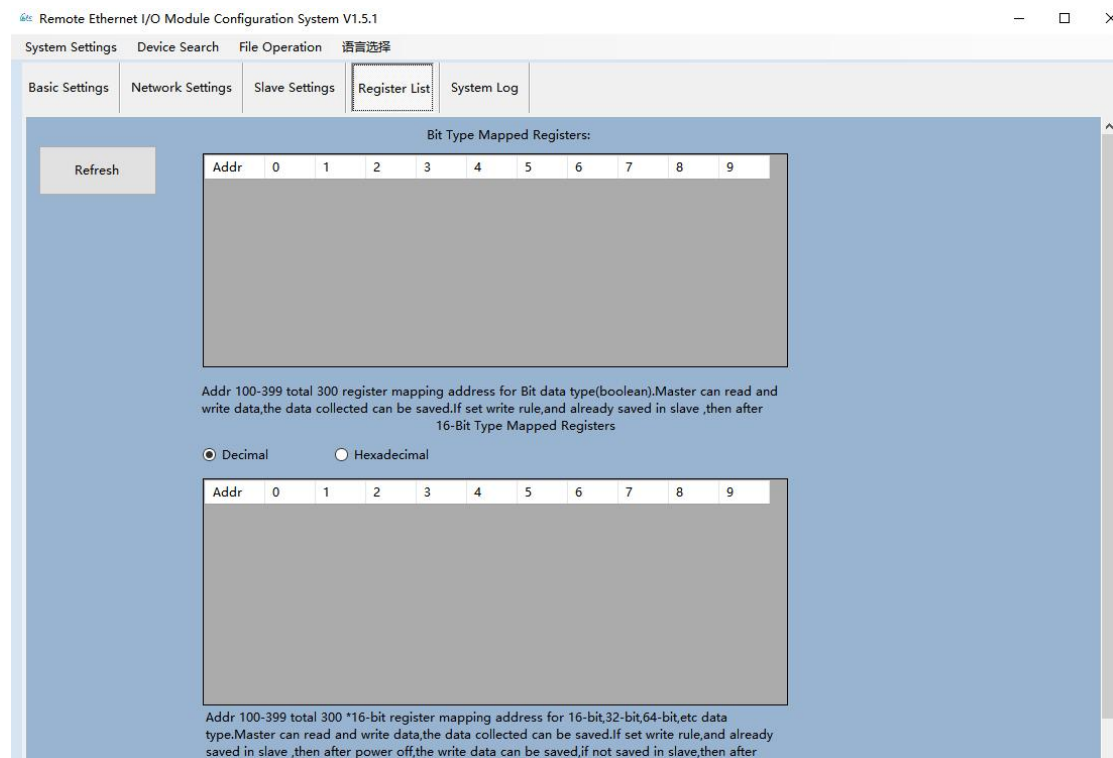 Remote Ethernet I/O Module Configuration System V1.5.1
System Settings Device Search File Operation 语言选择
Basic Settings Network Settings Slave Settings Register List System Log
Bit Type Mapped Registers:
Refresh
Addr 0 1 2 3 4 5 6 7 8 9
Addr 100-399 total 300 register mapping address for Bit data type(boolean).Master can read and
write data,the data collected can be saved.If set write rule,and already saved in slave ,then after
16-Bit Type Mapped Registers
Decimal Hexadecimal
Addr 0 1 2 3 4 5 6 7 8 9
Addr 100-399 total 300 *16-bit register mapping address for 16-bit,32-bit,64-bit,etc data
type.Master can read and write data,the data collected can be saved.If set write rule,and already
saved in slave ,then after power off,the write data can be saved,if not saved in slave,then after